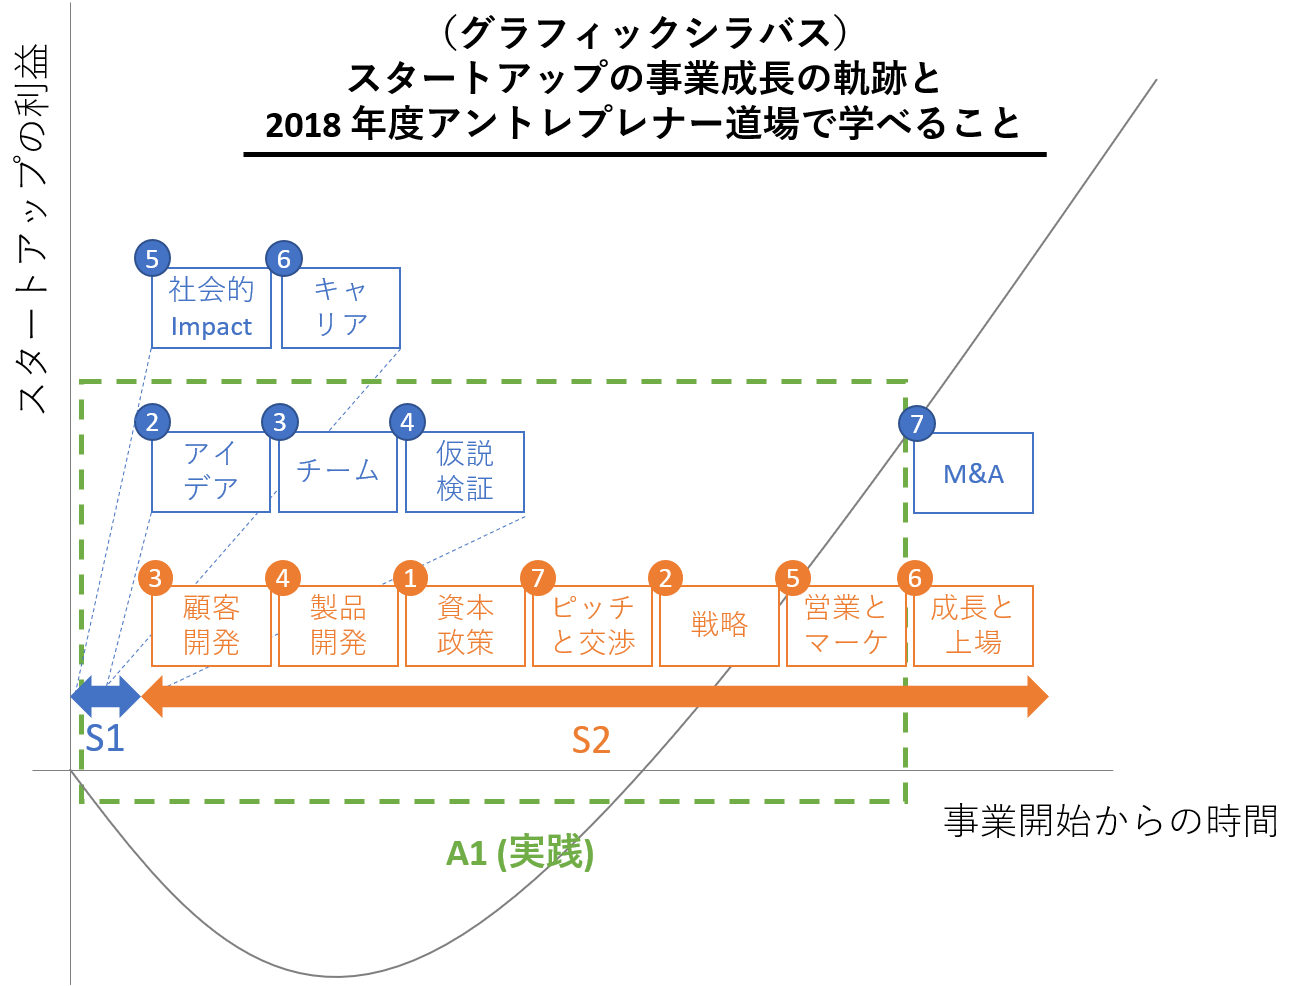 （グラフィックシラバス）
スタートアップの事業成長の軌跡と
2018 年度アントレプレナー道場で学べること
スタートアップの利益
5
社会的
Impact
6
キャ
リア
2
アイ
デア
3
チーム
4
仮説
検証
7
M&A
3
顧客
開発
4
製品
開発
1
資本
政策
7
ピッチ
と交渉
2
戦略
5
営業と
マーケ
6
成長と
上場
S1
S2
事業開始からの時間
A1 (実践)